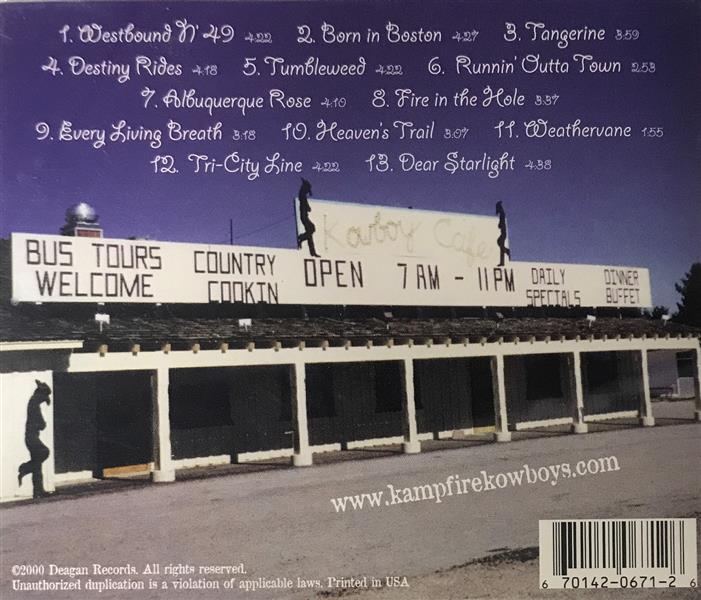 1. Westbound N' 49 4:22 2. Born in Boston 4:27 3. Tangerine 3:59
4. Destiny Rides 4:18 5. Tumbleweed 4:22 6. Runnin' Outta Town 2:53
7. Albuquerque Rose 4:10 8. Fire in the Hole 3:37
9. Every Living Breath 3:18 10. Heaven's Trail 3:07 11. Weathervane 1:55
12. Tri-City Line 4:22 13. Dear Starlight 4:38
Kowboy Cafe
BUS TOURS WELCOME
COUNTRY COOKIN
OPEN 7 AM - 11 PM
DAILY SPECIALS
DINNER BUFFET
www.kampfirekowboys.com
©2000 Deagan Records. All rights reserved.
Unauthorized duplication is a violation of applicable laws. Printed in USA
6 70142-0671-2 6